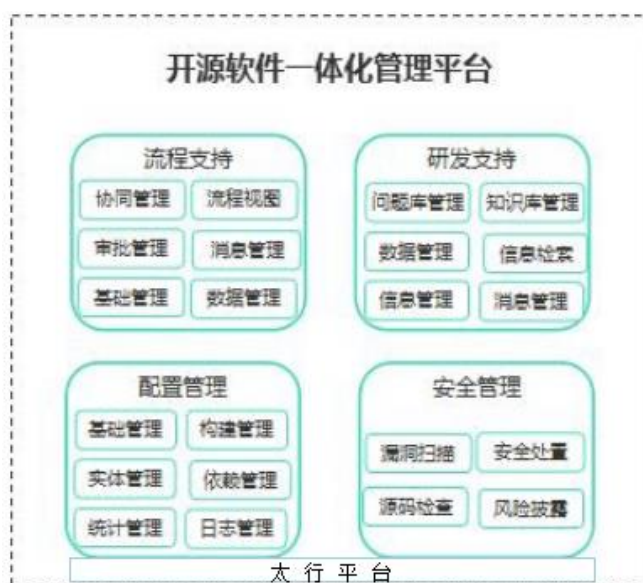 开源软件一体化管理平台
流程支持
协同管理 流程视图
审批管理 消息管理
基础管理 数据管理
研发支持
问题库管理 知识库管理
数据管理 信息检索
信息管理 消息管理
配置管理
基础管理 构建管理
实体管理 依赖管理
统计管理 日志管理
安全管理
漏洞扫描 安全处置
源码检查 风险披露
太行平台